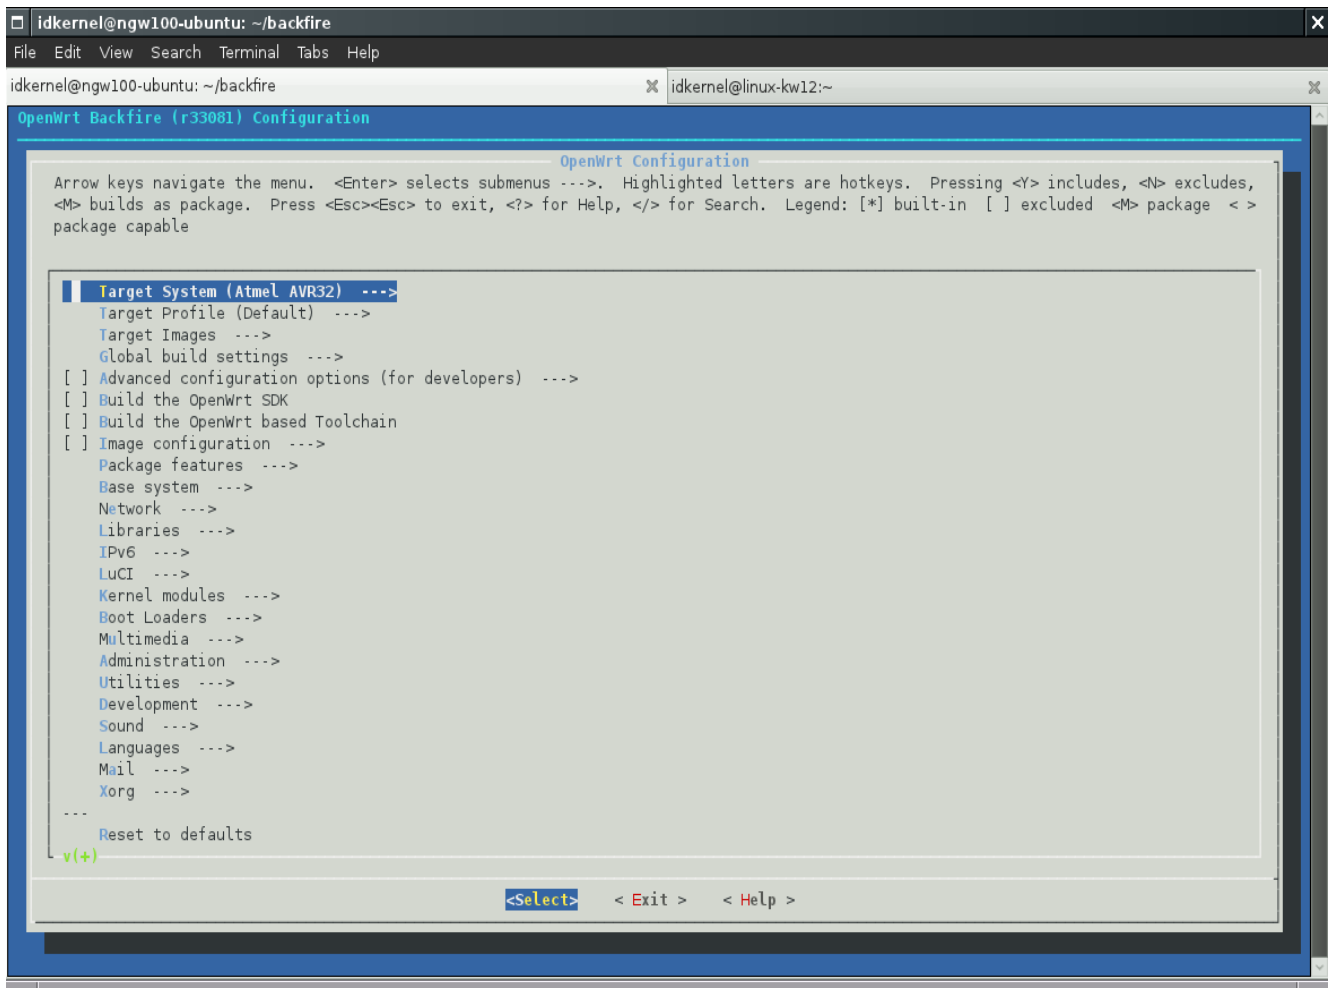 idkernel@ngw100-ubuntu: ~/backfire
File Edit View Search Terminal Tabs Help
idkernel@ngw100-ubuntu: ~/backfire
idkernel@linux-kw12:~
OpenWrt Backfire (r33081) Configuration
OpenWrt Configuration
Arrow keys navigate the menu. <Enter> selects submenus --->. Highlighted letters are hotkeys. Pressing <Y> includes, <N> excludes,
<M> builds as package. Press <Esc><Esc> to exit, <?> for Help, </> for Search. Legend: [*] built-in [ ] excluded <M> package < >
package capable
Target System (Atmel AVR32) --->
Target Profile (Default) --->
Target Images --->
Global build settings --->
[ ] Advanced configuration options (for developers) --->
[ ] Build the OpenWrt SDK
[ ] Build the OpenWrt based Toolchain
[ ] Image configuration --->
Package features --->
Base system --->
Network --->
Libraries --->
IPv6 --->
LuCI --->
Kernel modules --->
Boot Loaders --->
Multimedia --->
Administration --->
Utilities --->
Development --->
Sound --->
Languages --->
Mail --->
Xorg --->
---
Reset to defaults
v(+)
<Select> < Exit > < Help >